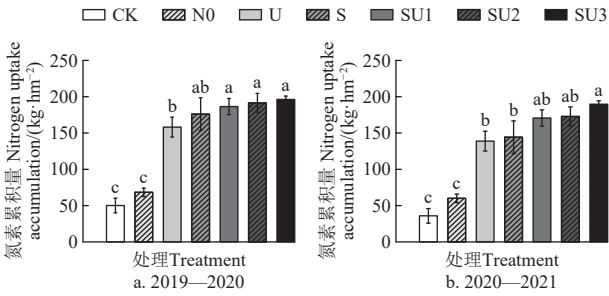 CK N0 U S SU1 SU2 SU3
氮素累积量 Nitrogen uptake
accumulation/(kg·hm⁻²)
250
200
150
100
50
0
c c b ab a a a
处理Treatment
a. 2019—2020
氮素累积量 Nitrogen uptake
accumulation/(kg·hm⁻²)
250
200
150
100
50
0
c c b b ab ab a
处理Treatment
b. 2020—2021